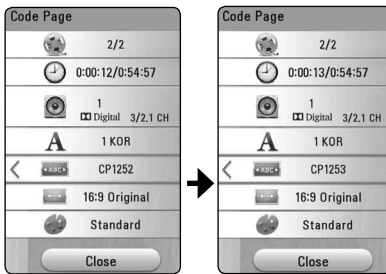 Code Page
2/2
0:00:12/0:54:57
1
Digital 3/2.1 CH
A 1 KOR
ABC CP1252
16:9 Original
Standard
Close
Code Page
2/2
0:00:13/0:54:57
1
Digital 3/2.1 CH
A 1 KOR
ABC CP1253
16:9 Original
Standard
Close